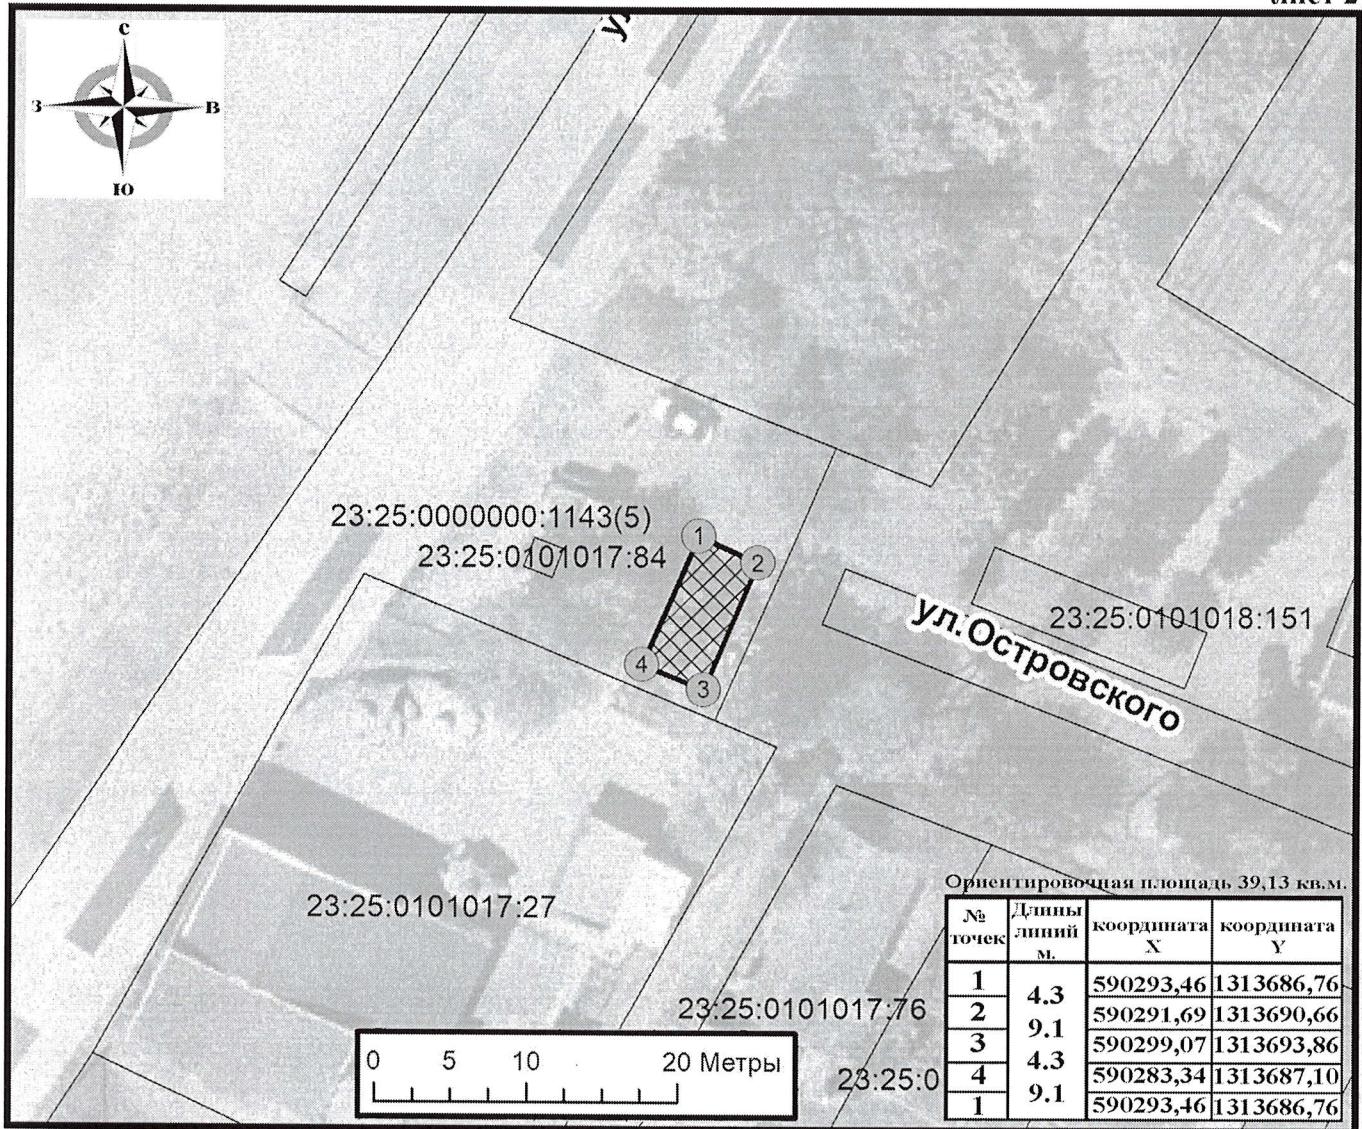 С
З
В
Ю
23:25:0000000:1143(5)
23:25:0101017:84
1
2
3
4
23:25:0101018:151
ул.Островского
23:25:0101017:27
23:25:0101017:76
23:25:0
0 5 10 20 Метры
Ориентировочная площадь 39,13 кв.м.
№ точек Длины линий м. координата X координата Y
1 590293,46 1313686,76
4.3
2 590291,69 1313690,66
9.1
3 590299,07 1313693,86
4.3
4 590283,34 1313687,10
9.1
1 590293,46 1313686,76